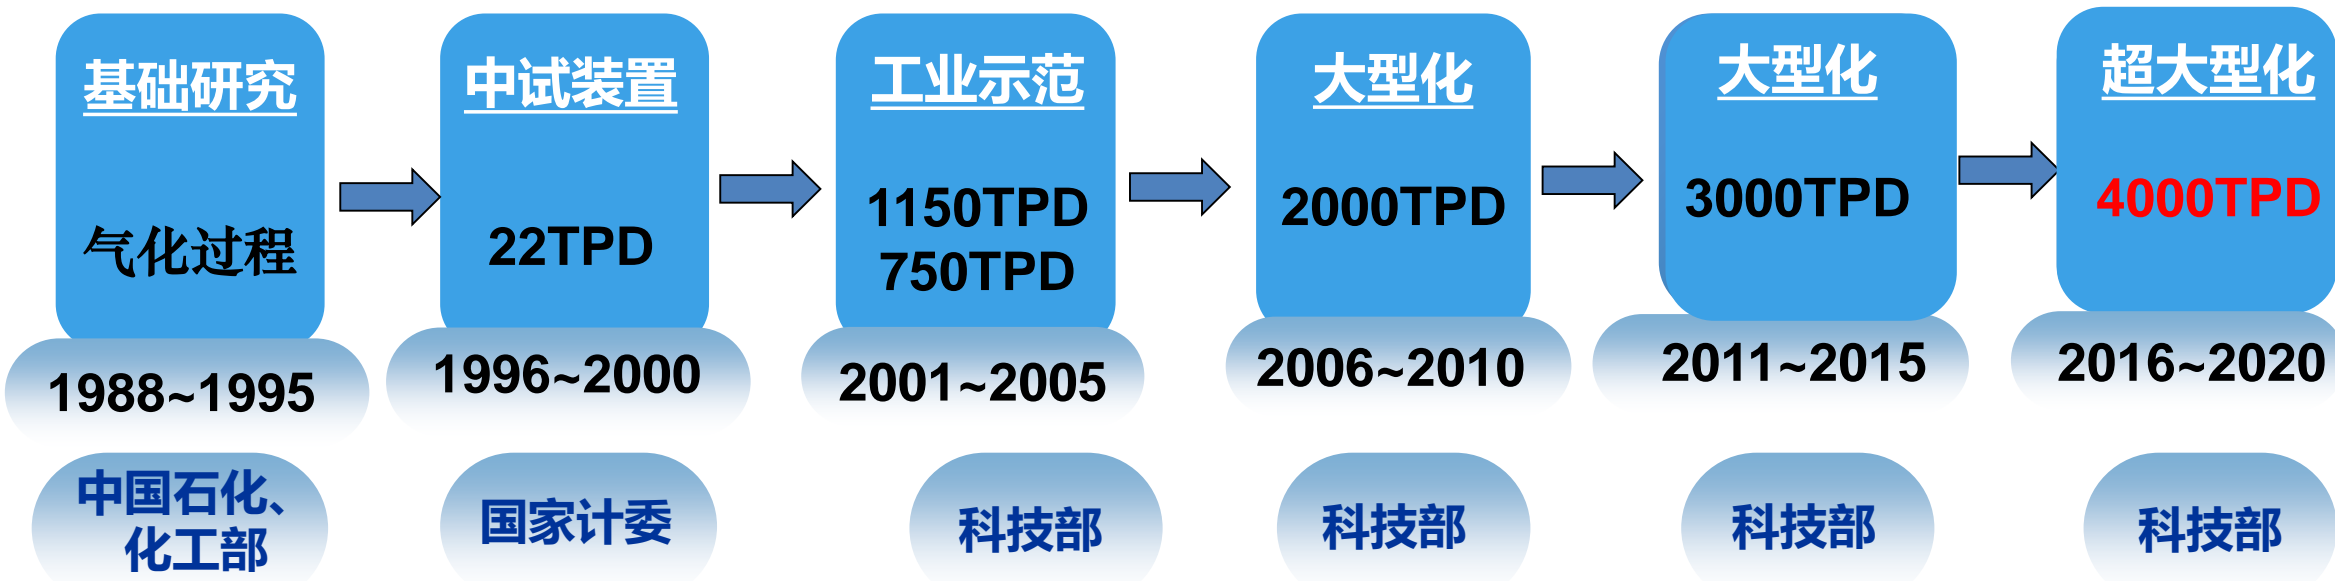 基础研究
气化过程
1988~1995
中国石化、
化工部
中试装置
22TPD
1996~2000
国家计委
工业示范
1150TPD
750TPD
2001~2005
科技部
大型化
2000TPD
2006~2010
科技部
大型化
3000TPD
2011~2015
科技部
超大型化
4000TPD
2016~2020
科技部